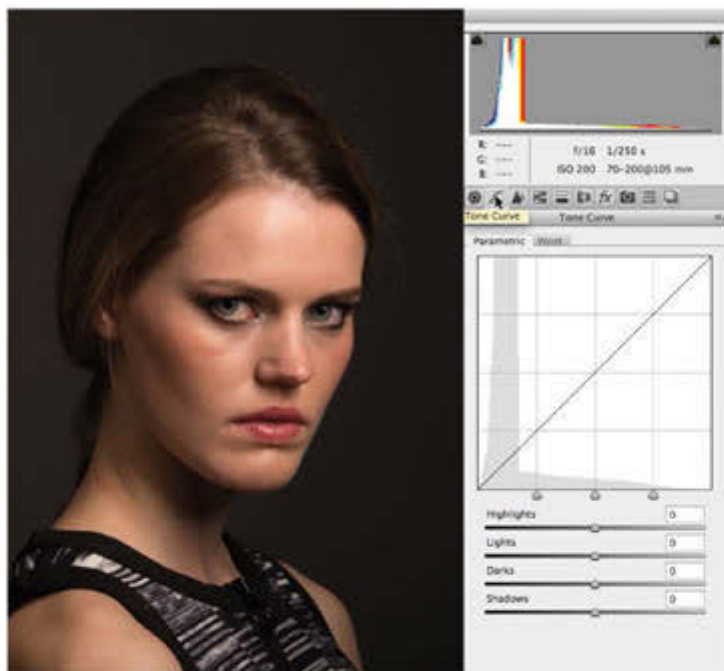 R: ---
G: ---
B: ---
f/16 1/250 s
ISO 200 70-200@105 mm
fx
Tone Curve
Tone Curve
Parametric Point
Highlights 0
Lights 0
Darks 0
Shadows 0